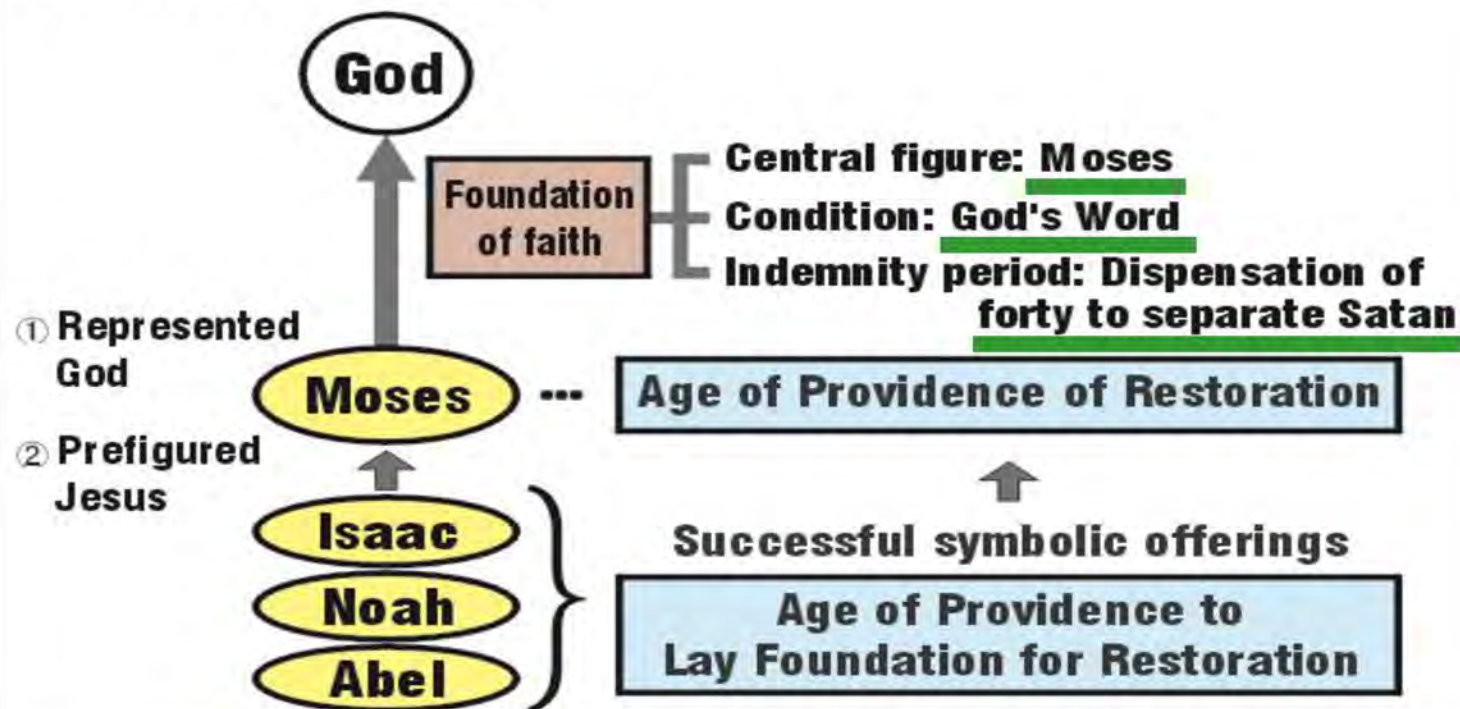 God
Foundation
of faith
Central figure: Moses
Condition: God's Word
Indemnity period: Dispensation of
forty to separate Satan
① Represented
God
Moses
---
Age of Providence of Restoration
② Prefigured
Jesus
Isaac
Noah
Abel
Successful symbolic offerings
Age of Providence to
Lay Foundation for Restoration